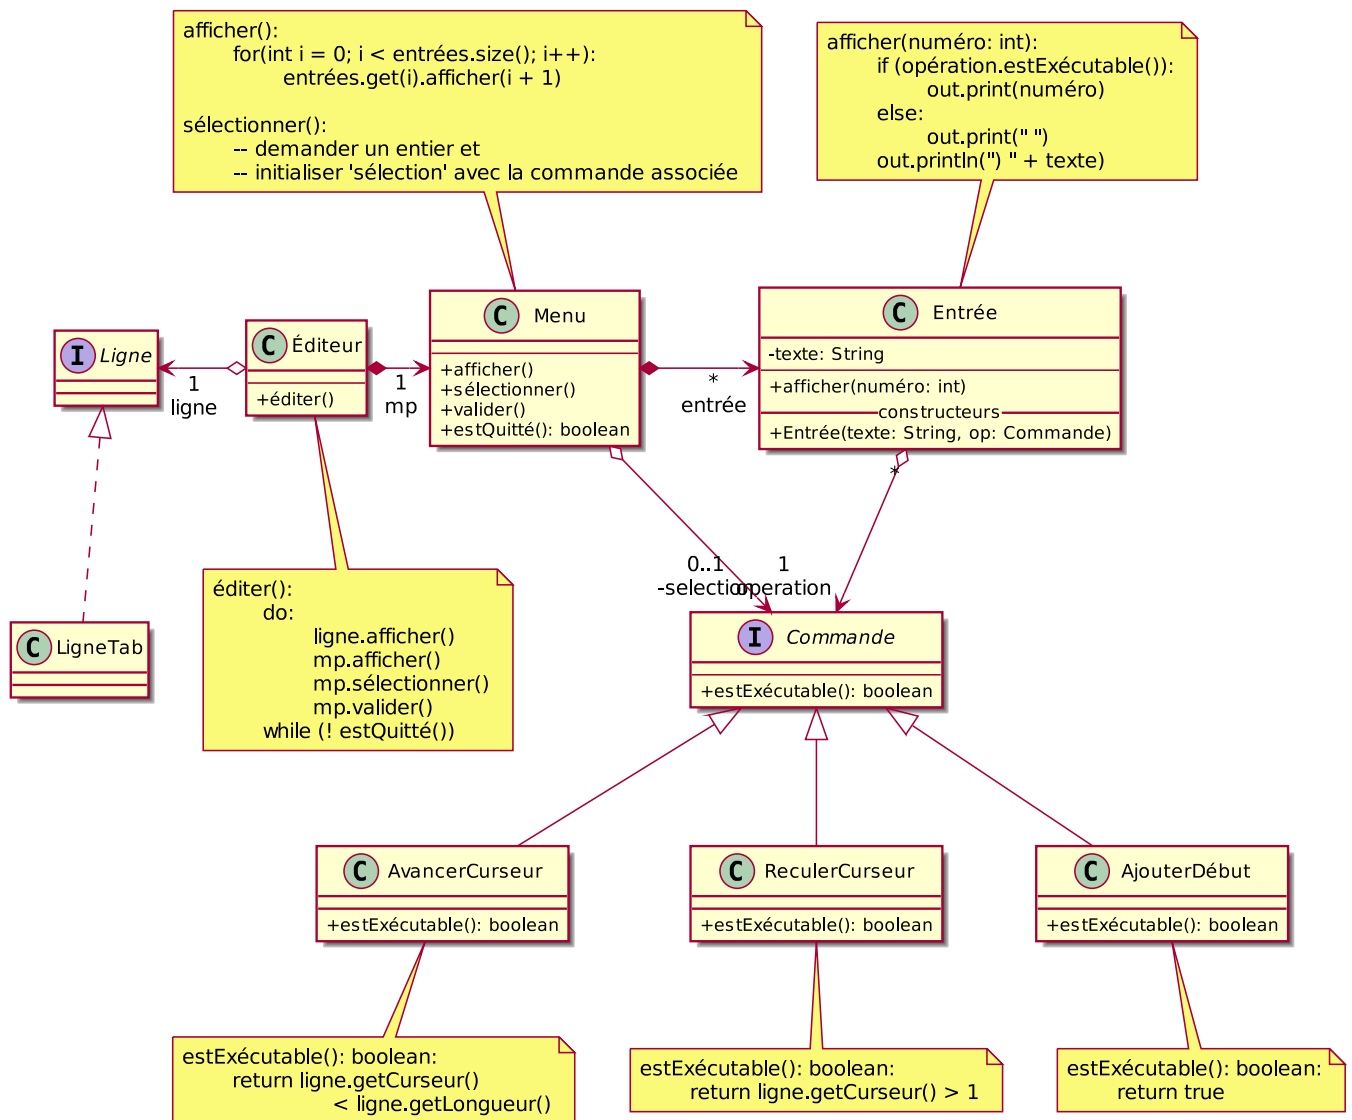 afficher():
for(int i = 0; i < entrées.size(); i++):
entrées.get(i).afficher(i + 1)
sélectionner():
-- demander un entier et
-- initialiser 'sélection' avec la commande associée
afficher(numéro: int):
if (opération.estExécutable()):
out.print(numéro)
else:
out.print(" ")
out.println(") " + texte)
I Ligne
1
ligne
C Éditeur
+éditer()
1
mp
C Menu
+afficher()
+sélectionner()
+valider()
+estQuitté(): boolean
*
entrée
C Entrée
-texte: String
+afficher(numéro: int)
constructeurs
+Entrée(texte: String, op: Commande)
*
0..1
-selection
1
operation
éditer():
do:
ligne.afficher()
mp.afficher()
mp.sélectionner()
mp.valider()
while (! estQuitté())
C LigneTab
I Commande
+estExécutable(): boolean
C AvancerCurseur
+estExécutable(): boolean
C ReculerCurseur
+estExécutable(): boolean
C AjouterDébut
+estExécutable(): boolean
estExécutable(): boolean:
return ligne.getCurseur()
< ligne.getLongueur()
estExécutable(): boolean:
return ligne.getCurseur() > 1
estExécutable(): boolean:
return true